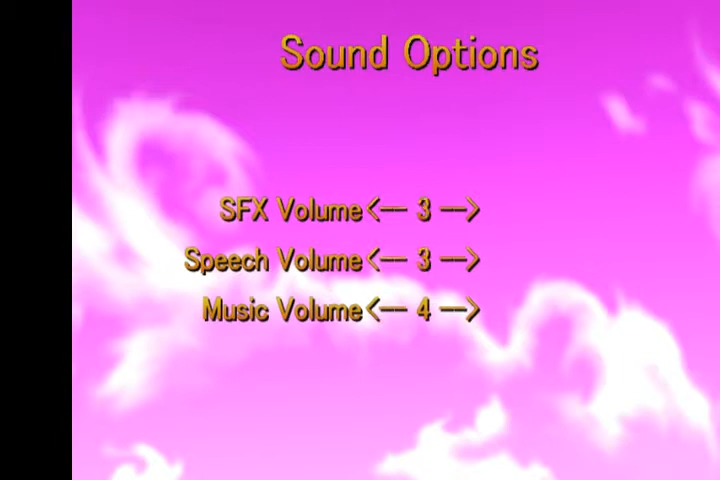 Sound Options
SFX Volume<-- 3 -->
Speech Volume<-- 3 -->
Music Volume<-- 4 -->